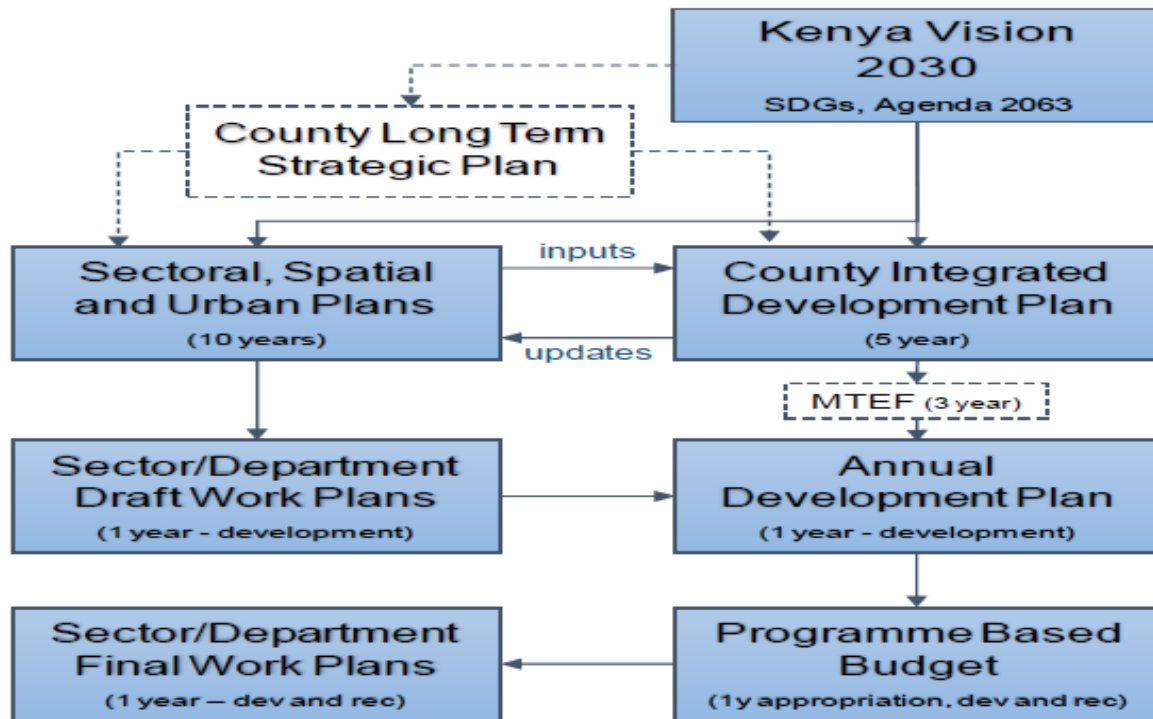 Kenya Vision
2030
SDGs, Agenda 2063
County Long Term
Strategic Plan
Sectoral, Spatial
and Urban Plans
(10 years)
inputs
updates
County Integrated
Development Plan
(5 year)
MTEF (3 year)
Sector/Department
Draft Work Plans
(1 year - development)
Annual
Development Plan
(1 year - development)
Sector/Department
Final Work Plans
(1 year – dev and rec)
Programme Based
Budget
(1y appropriation, dev and rec)